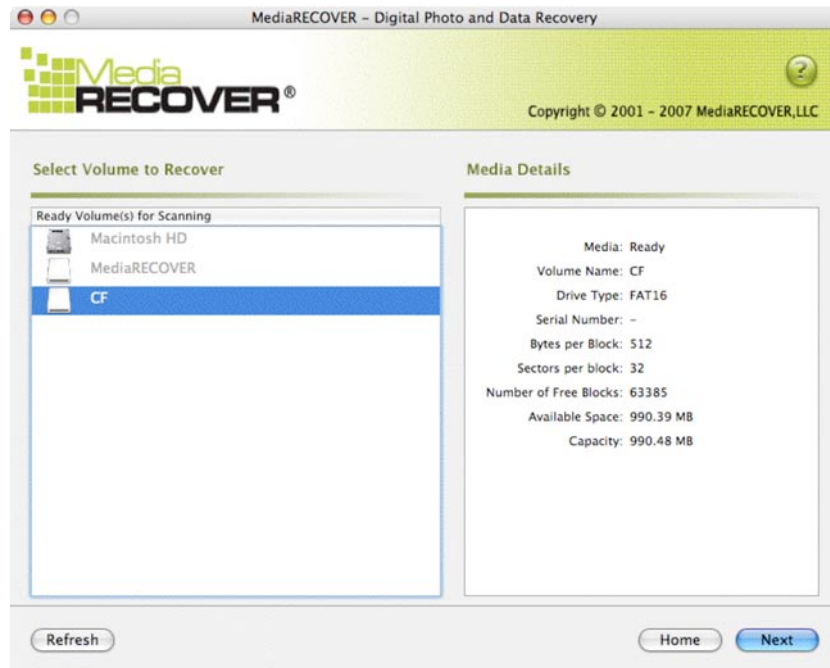 MediaRECOVER – Digital Photo and Data Recovery
Media
RECOVER®
?
Copyright © 2001 – 2007 MediaRECOVER,LLC
Select Volume to Recover
Ready Volume(s) for Scanning
Macintosh HD
MediaRECOVER
CF
Media Details
Media: Ready
Volume Name: CF
Drive Type: FAT16
Serial Number: –
Bytes per Block: 512
Sectors per block: 32
Number of Free Blocks: 63385
Available Space: 990.39 MB
Capacity: 990.48 MB
Refresh
Home
Next